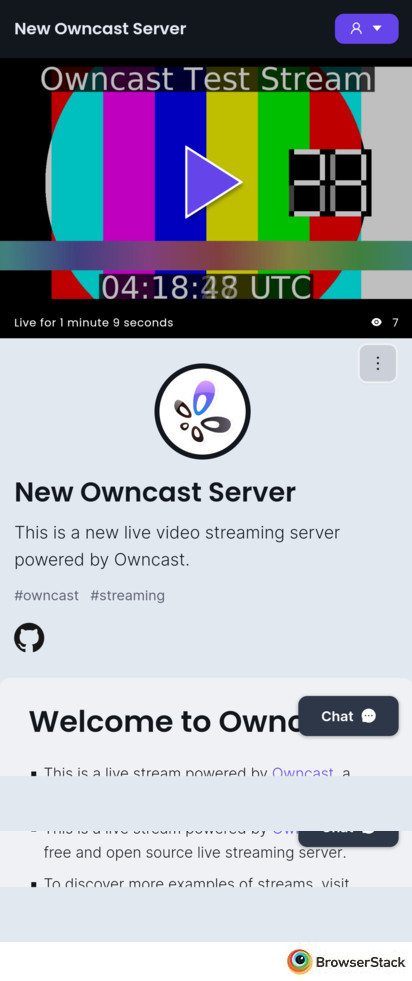 New Owncast Server
Owncast Test Stream
04:18:48 UTC
Live for 1 minute 9 seconds
7
New Owncast Server
This is a new live video streaming server
powered by Owncast.
#owncast #streaming
Welcome to Ownc
Chat
This is a live stream powered by Owncast, a
This is a live stream powered by
free and open source live streaming server.
To discover more examples of streams, visit
BrowserStack